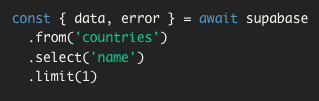 const { data, error } = await supabase
  .from('countries')
  .select('name')
  .limit(1)